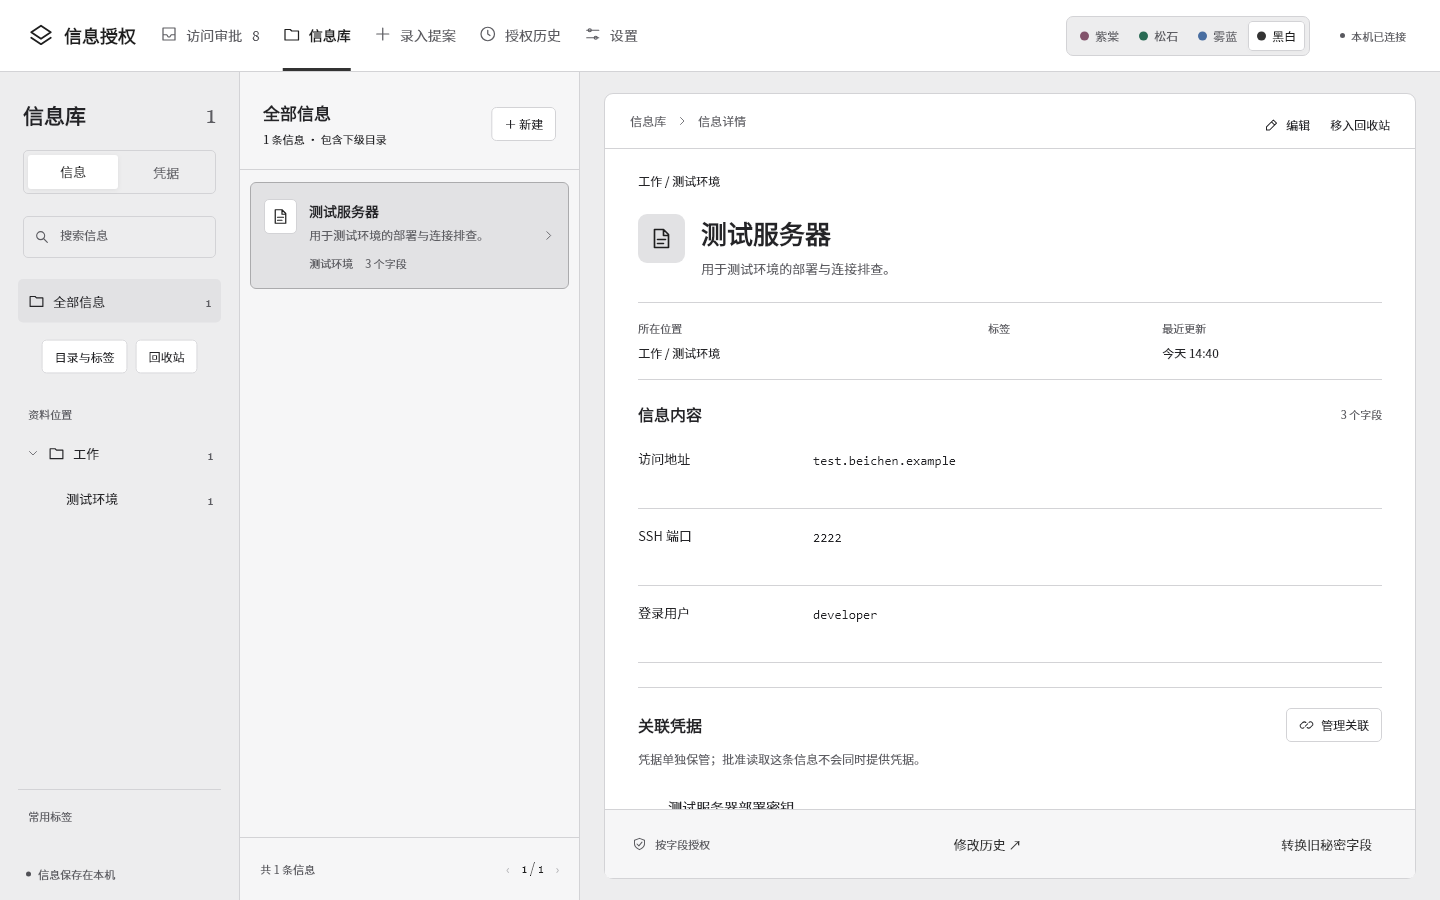 信息授权
访问审批 8
信息库
录入提案
授权历史
设置
紫棠
松石
雾蓝
黑白
本机已连接
信息库 1
信息
凭据
搜索信息
全部信息 1
目录与标签
回收站
资料位置
工作 1
测试环境 1
常用标签
信息保存在本机
全部信息
1 条信息 · 包含下级目录
新建
测试服务器
用于测试环境的部署与连接排查。
测试环境 3 个字段
共 1 条信息
‹ 1 / 1 ›
信息库 > 信息详情
编辑
移入回收站
工作 / 测试环境
测试服务器
用于测试环境的部署与连接排查。
所在位置
标签
最近更新
工作 / 测试环境
今天 14:40
信息内容
3 个字段
访问地址
test.beichen.example
SSH 端口
2222
登录用户
developer
关联凭据
管理关联
凭据单独保管；批准读取这条信息不会同时提供凭据。
测试服务器部署密钥
按字段授权
修改历史 ↗
转换旧秘密字段